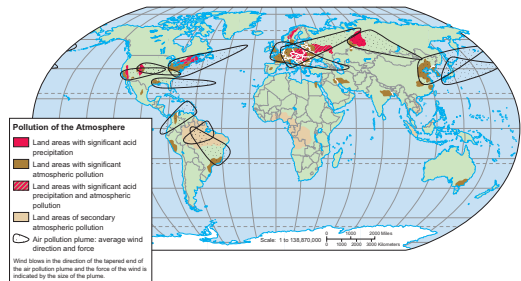 Pollution of the Atmosphere
Land areas with significant acid
precipitation
Land areas with significant
atmospheric pollution
Land areas with significant acid
precipitation and atmospheric
pollution
Land areas of secondary
atmospheric pollution
Air pollution plume: average wind
direction and force
Wind blows in the direction of the tapered end of
the air pollution plume and the force of the wind is
indicated by the size of the plume.
Scale: 1 to 138,870,000
0 1000 2000 Miles
0 1000 2000 3000 Kilometers